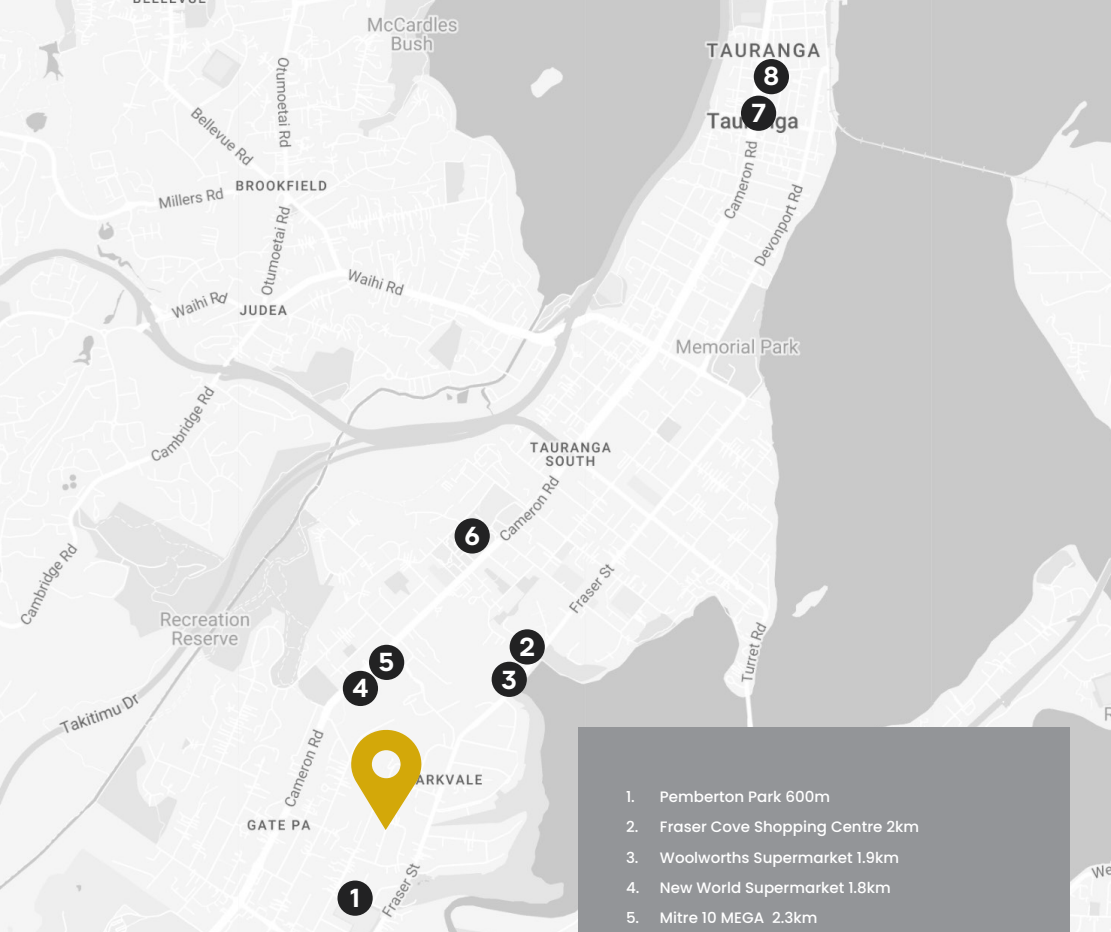 McCardles
Bush
TAURANGA
8
7
Otumoetai Rd
Bellevue Rd
Cameron Rd
BROOKFIELD
Millers Rd
Devonport Rd
Otumoetai Rd
Waihi Rd
Waihi Rd
JUDEA
Memorial Park
Cambridge Rd
TAURANGA
SOUTH
Cameron Rd
6
Cambridge Rd
Fraser St
Recreation
Reserve
2
Turret Rd
5
3
4
Takitimu Dr
Cameron Rd
ARKVALE
GATE PA
1
Fraser St
1. Pemberton Park 600m
2. Fraser Cove Shopping Centre 2km
3. Woolworths Supermarket 1.9km
4. New World Supermarket 1.8km
5. Mitre 10 MEGA 2.3km